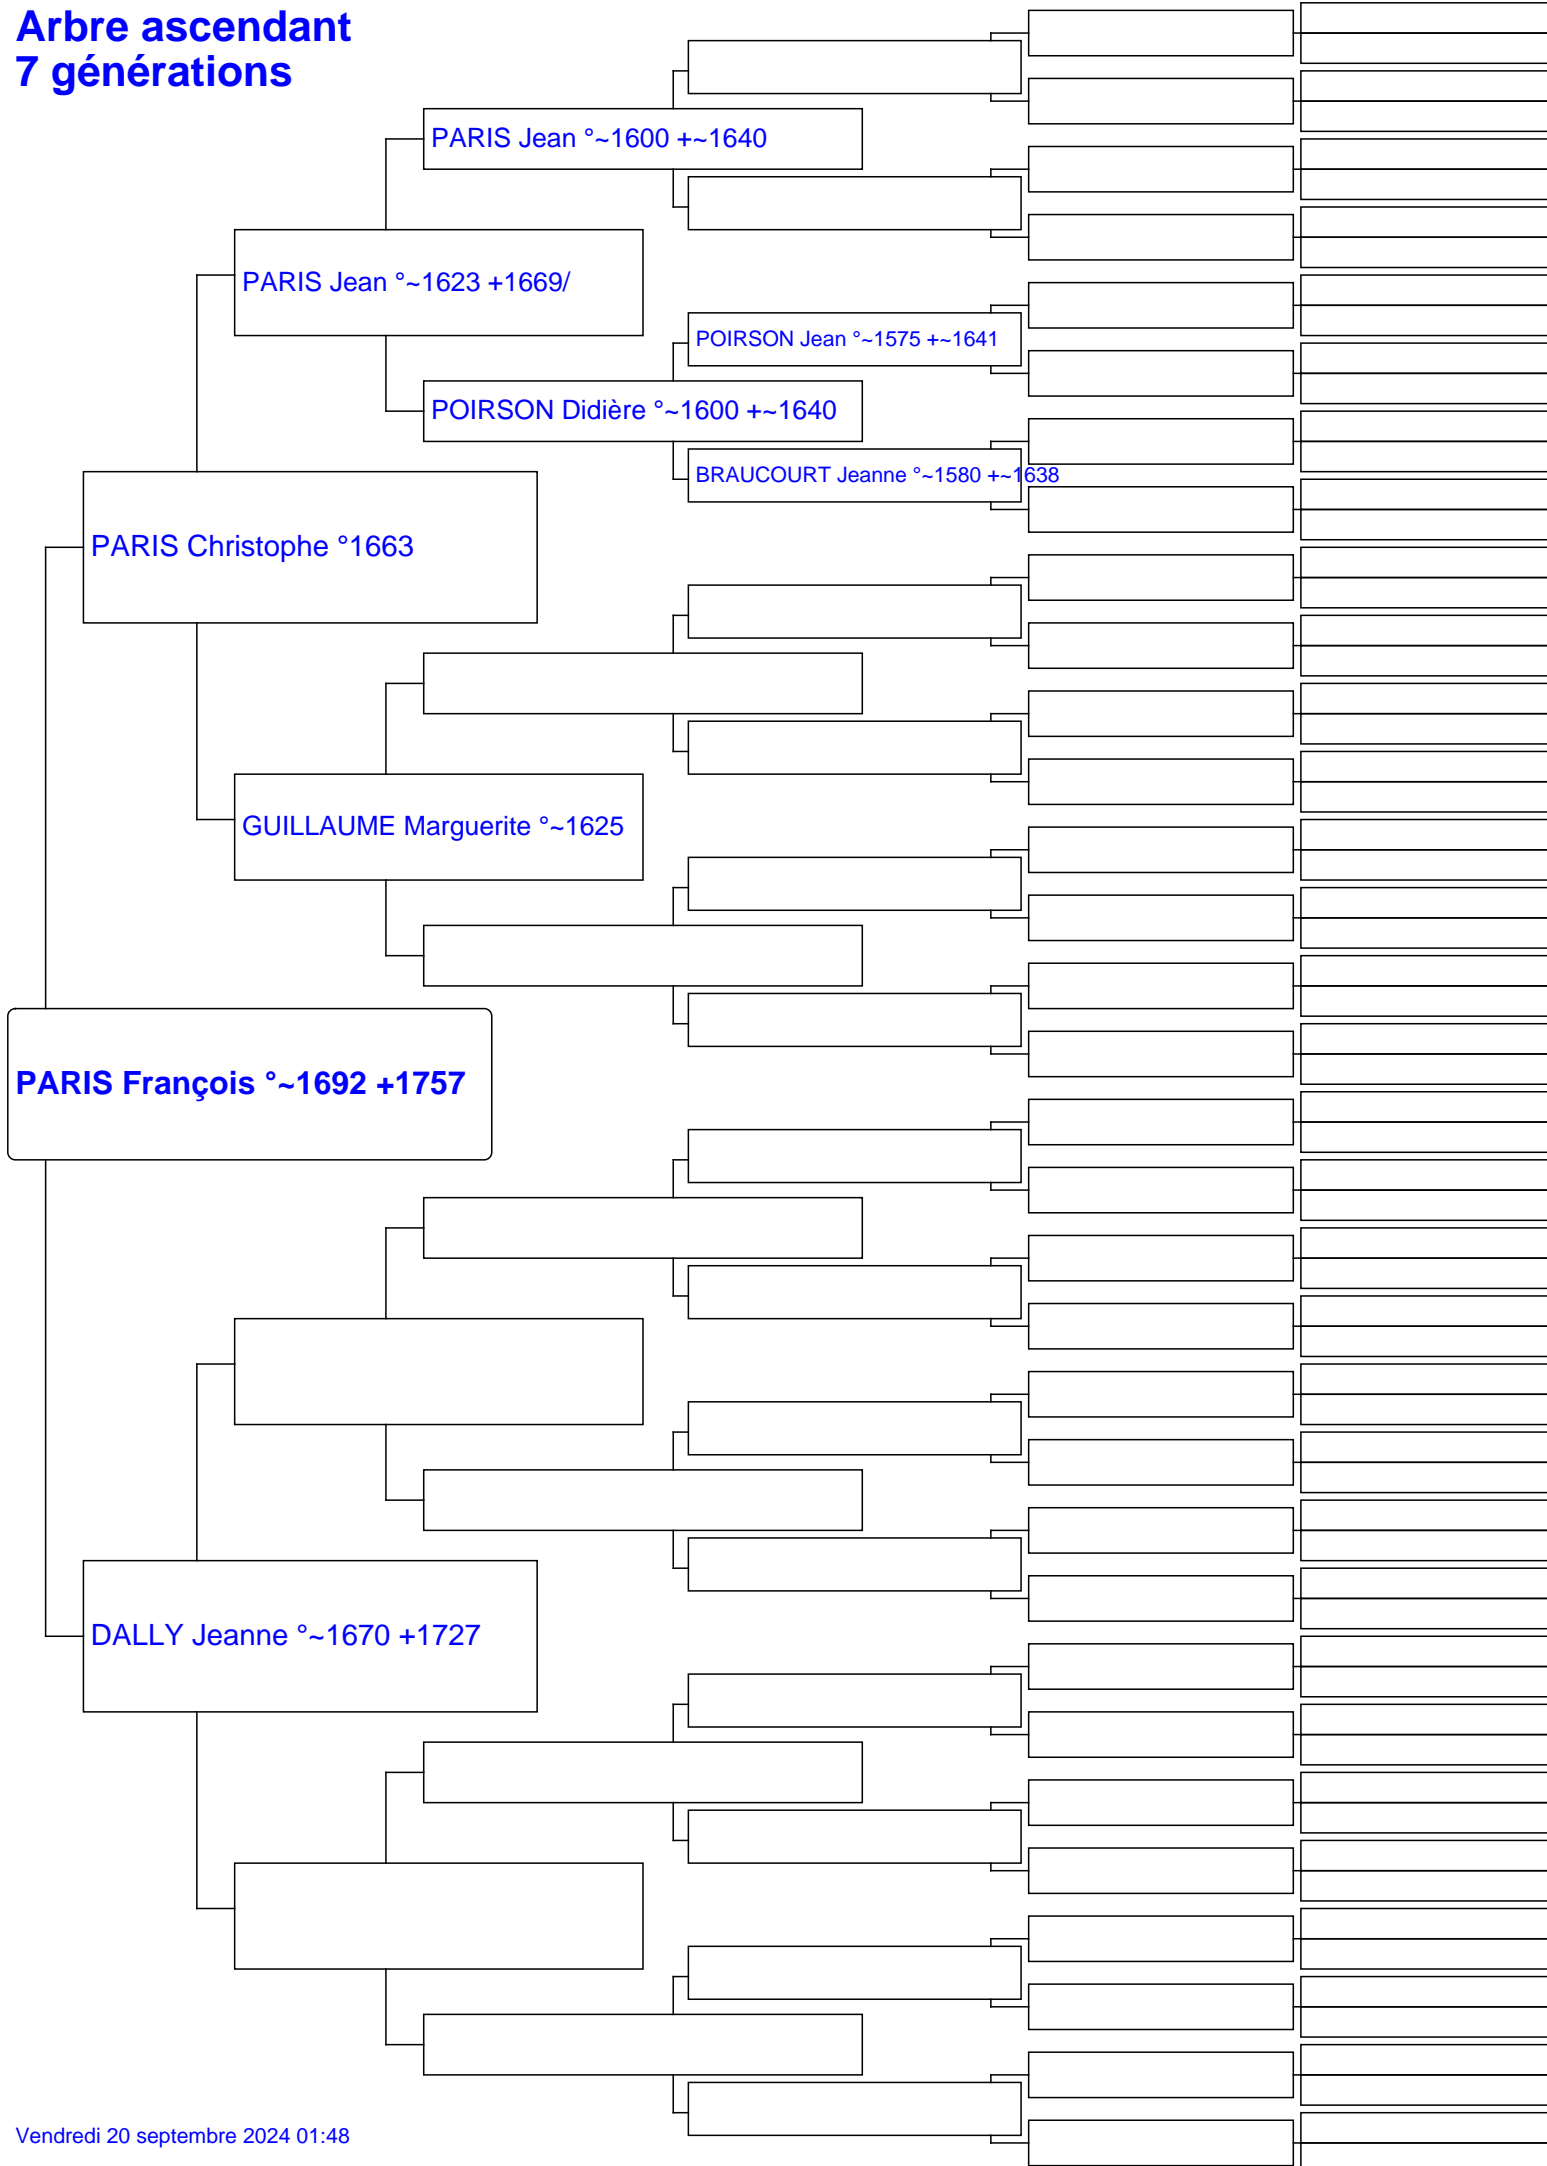 Arbre ascendant
7 générations
PARIS Jean °~1600 +~1640
PARIS Jean °~1623 +1669/
POIRSON Jean °~1575 +~1641
POIRSON Didière °~1600 +~1640
BRAUCOURT Jeanne °~1580 +~1638
PARIS Christophe °1663
GUILLAUME Marguerite °~1625
PARIS François °~1692 +1757
DALLY Jeanne °~1670 +1727
Vendredi 20 septembre 2024 01:48